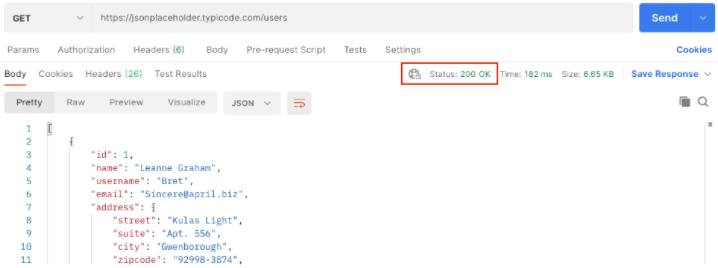 GET https://jsonplaceholder.typicode.com/users Send
Params Authorization Headers (6) Body Pre-request Script Tests Settings Cookies
Body Cookies Headers (26) Test Results Status: 200 OK Time: 182 ms Size: 6.65 KB Save Response
Pretty Raw Preview Visualize JSON
1 [
2 {
3 "id": 1,
4 "name": "Leanne Graham",
5 "username": "Bret",
6 "email": "Sincere@april.biz",
7 "address": {
8 "street": "Kulas Light",
9 "suite": "Apt. 556",
10 "city": "Gwenborough",
11 "zipcode": "92998-3874",